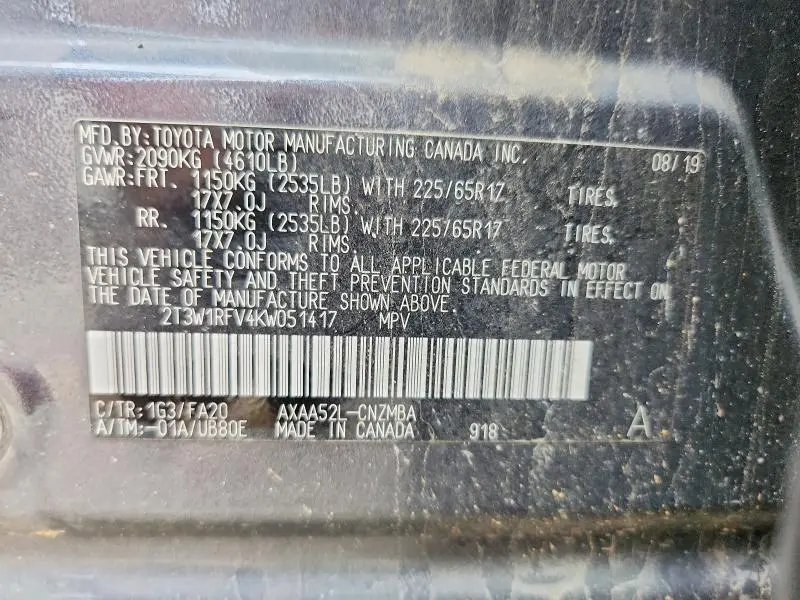 MFD.BY:TOYOTA MOTOR MANUFACTURING CANADA INC. 08/19
GVWR:2090KG (4610LB)
GAWR:FRT. 1150KG (2535LB) WITH 225/65R17 TIRES,
17X7.0J RIMS.
RR. 1150KG (2535LB) WITH 225/65R17 TIRES,
17X7.0J RIMS.
THIS VEHICLE CONFORMS TO ALL APPLICABLE FEDERAL MOTOR
VEHICLE SAFETY AND THEFT PREVENTION STANDARDS IN EFFECT ON
THE DATE OF MANUFACTURE SHOWN ABOVE.
2T3W1RFV4KW051417 MPV
C/TR:1G3/FA20 AXAA52L-CNZMBA
A/TM:-01A/UB80E MADE IN CANADA 918 A